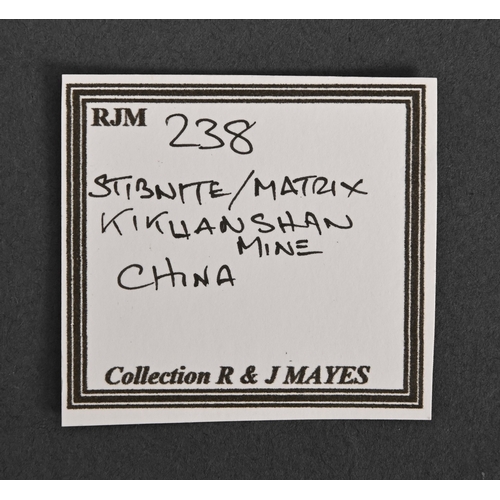 RJM 238
STIBNITE/MATRIX
KIKUANSHAN
MINE
CHINA
Collection R & J MAYES